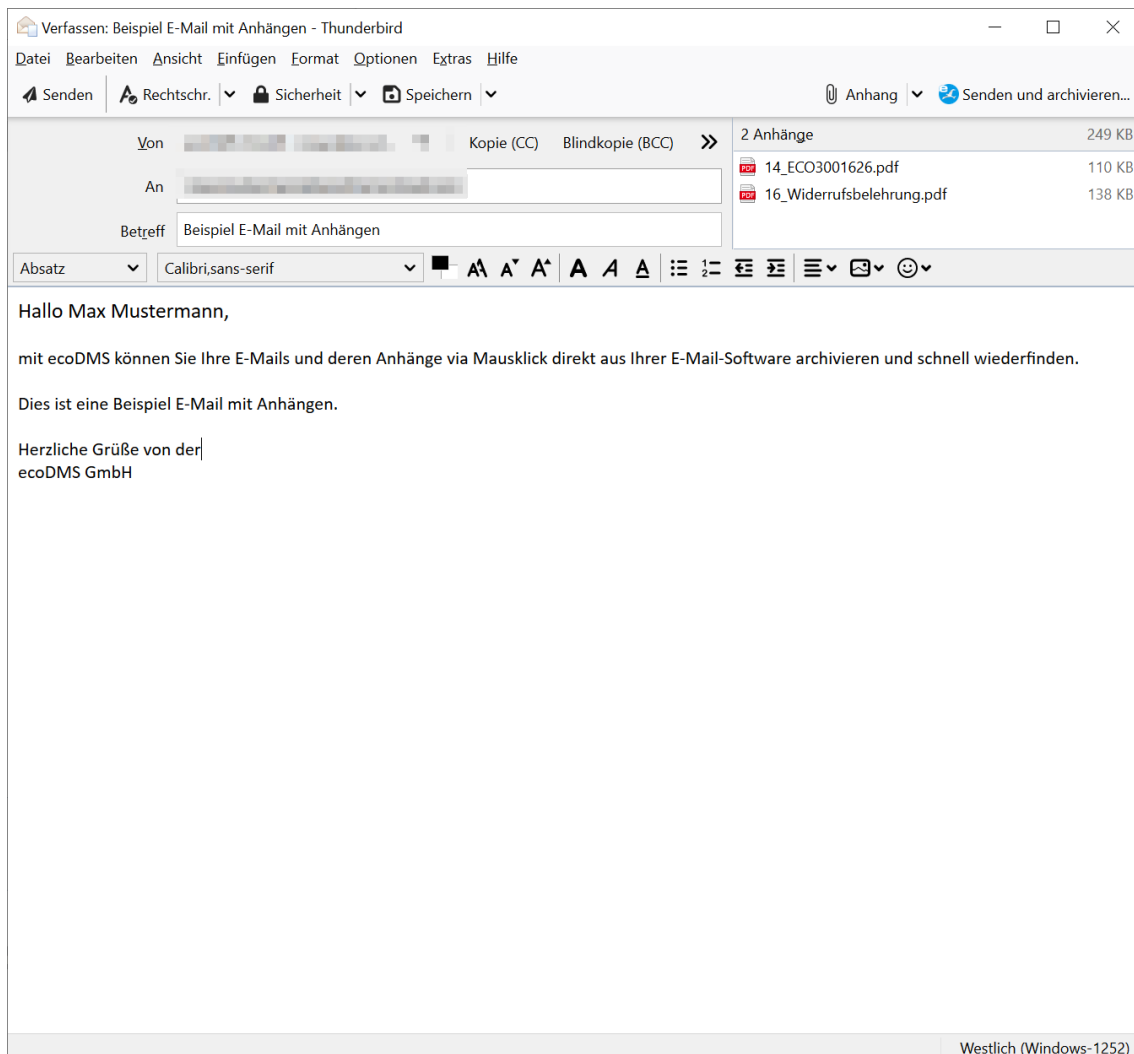 Verfassen: Beispiel E-Mail mit Anhängen - Thunderbird
Datei Bearbeiten Ansicht Einfügen Format Optionen Extras Hilfe
Senden Rechtschr. Sicherheit Speichern Anhang Senden und archivieren...
Von Kopie (CC) Blindkopie (BCC)
An
Betreff Beispiel E-Mail mit Anhängen
2 Anhänge 249 KB
14_ECO3001626.pdf 110 KB
16_Widerrufsbelehrung.pdf 138 KB
Absatz Calibri,sans-serif
Hallo Max Mustermann,
mit ecoDMS können Sie Ihre E-Mails und deren Anhänge via Mausklick direkt aus Ihrer E-Mail-Software archivieren und schnell wiederfinden.
Dies ist eine Beispiel E-Mail mit Anhängen.
Herzliche Grüße von der
ecoDMS GmbH
Westlich (Windows-1252)